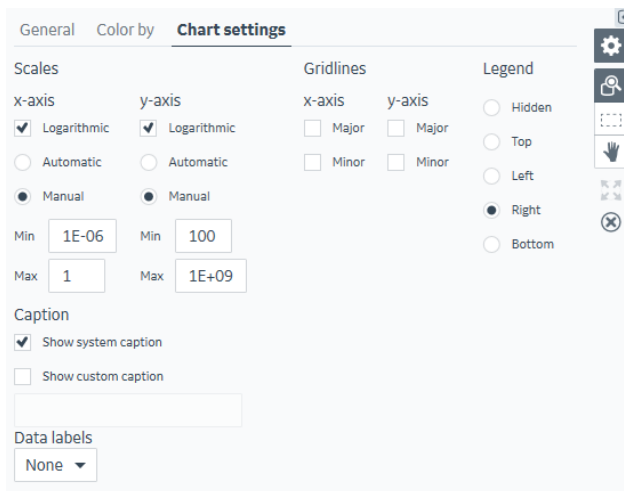 General Color by Chart settings
Scales Gridlines Legend
x-axis y-axis x-axis y-axis
Hidden
Logarithmic Logarithmic Major Major
Top
Automatic Automatic Minor Minor
Left
Manual Manual
Right
Min 1E-06 Min 100
Bottom
Max 1 Max 1E+09
Caption
Show system caption
Show custom caption
Data labels
None